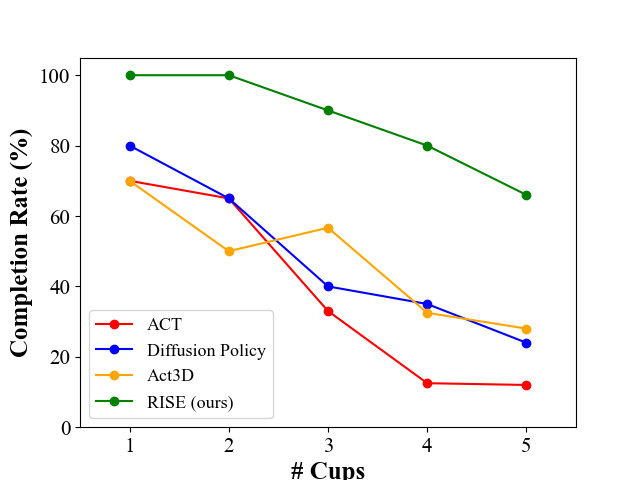 100
80
60
40
20
0
Completion Rate (%)
ACT
Diffusion Policy
Act3D
RISE (ours)
1 2 3 4 5
# Cups